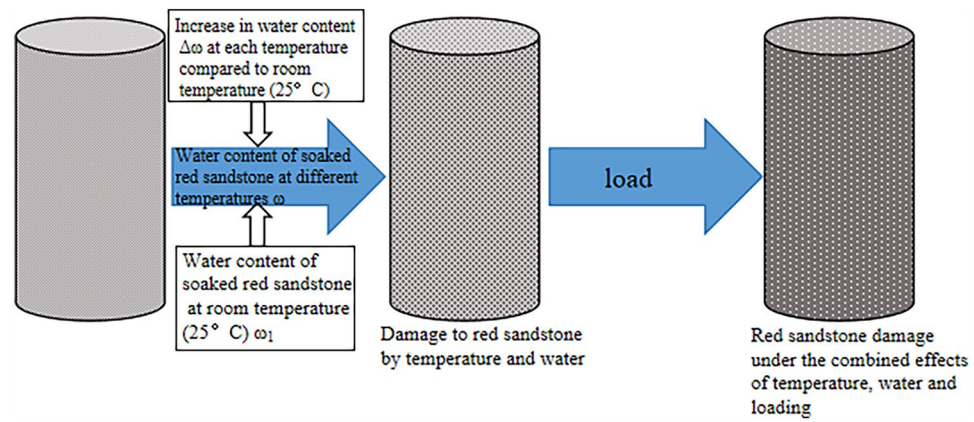 Increase in water content
Δω at each temperature
compared to room
temperature (25° C)
Water content of soaked
red sandstone at different
temperatures ω
Water content of
soaked red sandstone
at room temperature
(25° C) ω₁
load
Damage to red sandstone
by temperature and water
Red sandstone damage
under the combined effects
of temperature, water and
loading